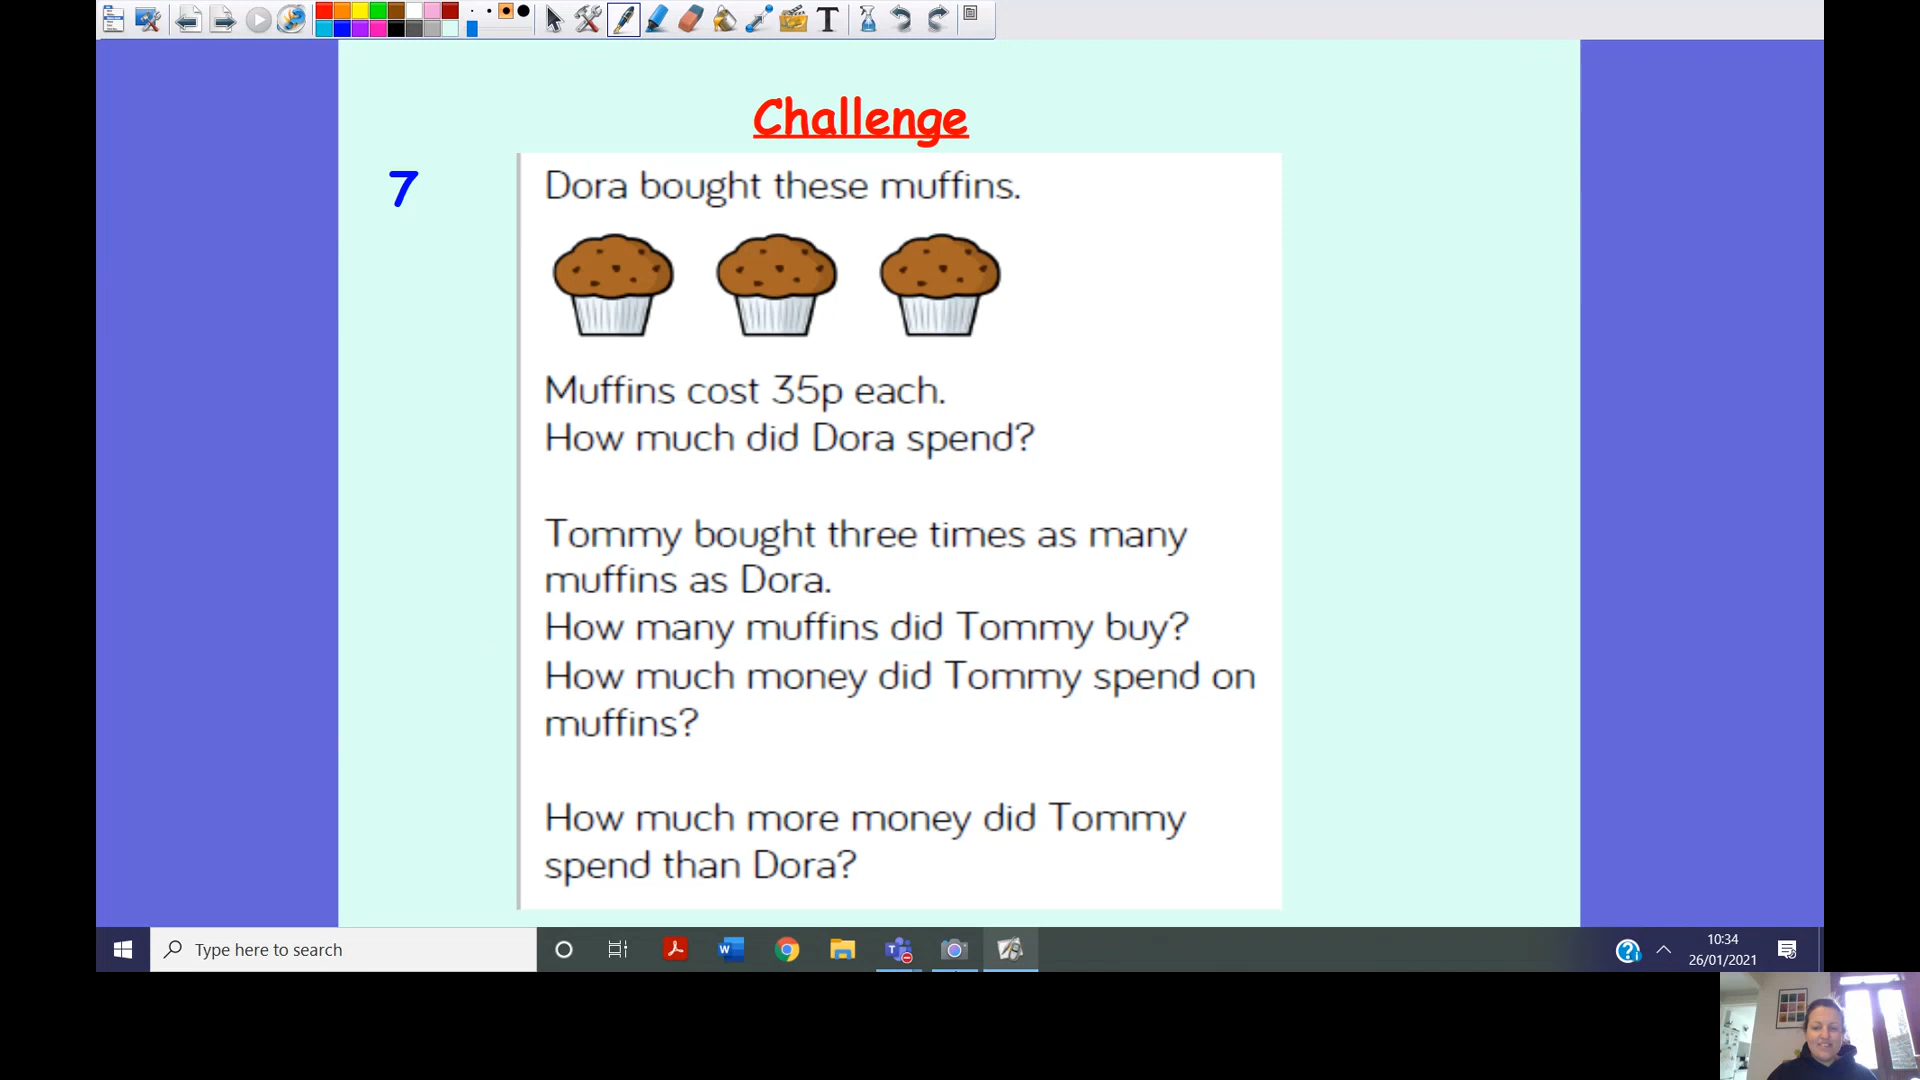 Challenge
7
Dora bought these muffins.
Muffins cost 35p each.
How much did Dora spend?
Tommy bought three times as many
muffins as Dora.
How many muffins did Tommy buy?
How much money did Tommy spend on
muffins?
How much more money did Tommy
spend than Dora?
Type here to search
10:34
26/01/2021